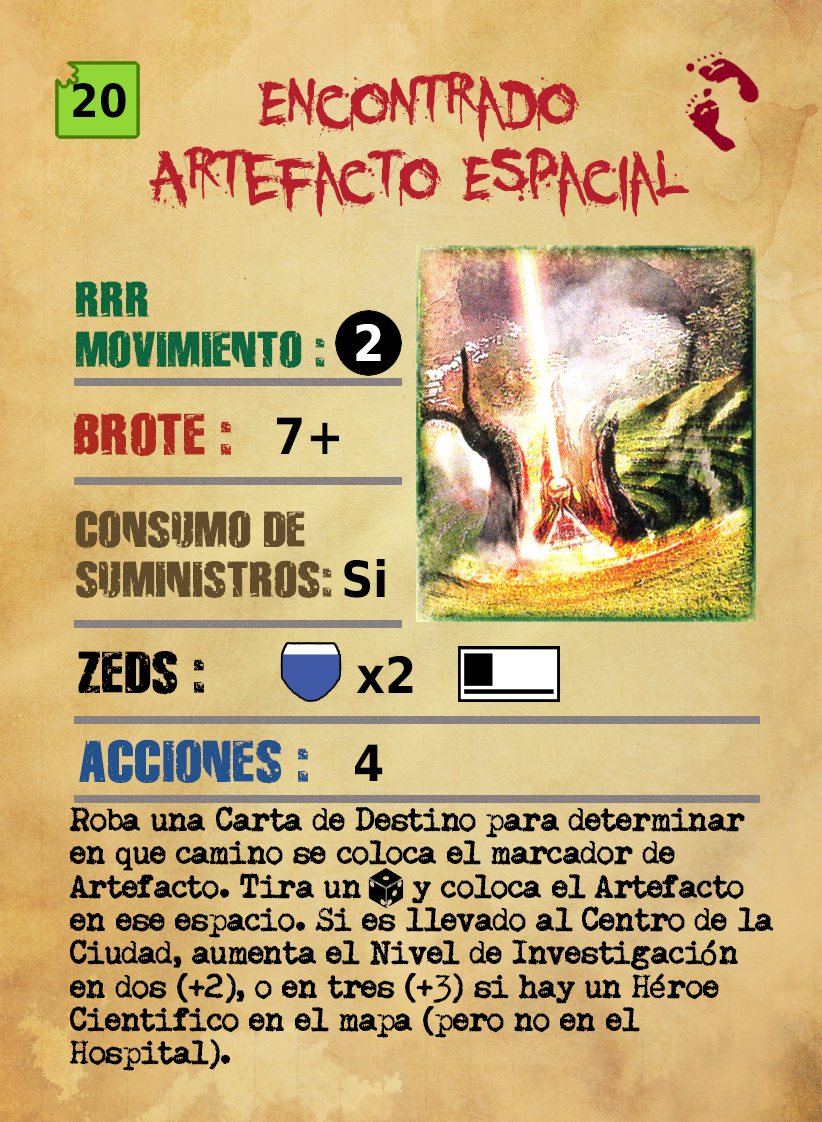 20
ENCONTRADO
ARTEFACTO ESPACIAL
RRR
MOVIMIENTO : 2
BROTE : 7+
CONSUMO DE
SUMINISTROS: Si
ZEDS : x2
ACCIONES : 4
Roba una Carta de Destino para determinar
en que camino se coloca el marcador de
Artefacto. Tira un y coloca el Artefacto
en ese espacio. Si es llevado al Centro de la
Ciudad, aumenta el Nivel de Investigación
en dos (+2), o en tres (+3) si hay un Héroe
Cientifico en el mapa (pero no en el
Hospital).